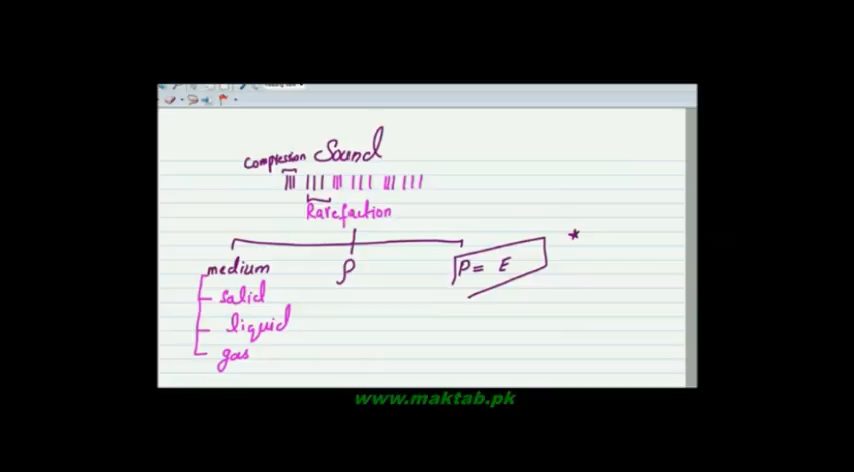 Sound
Compression
Rarefaction
medium
ρ
P = E
*
solid
liquid
gas
www.maktab.pk